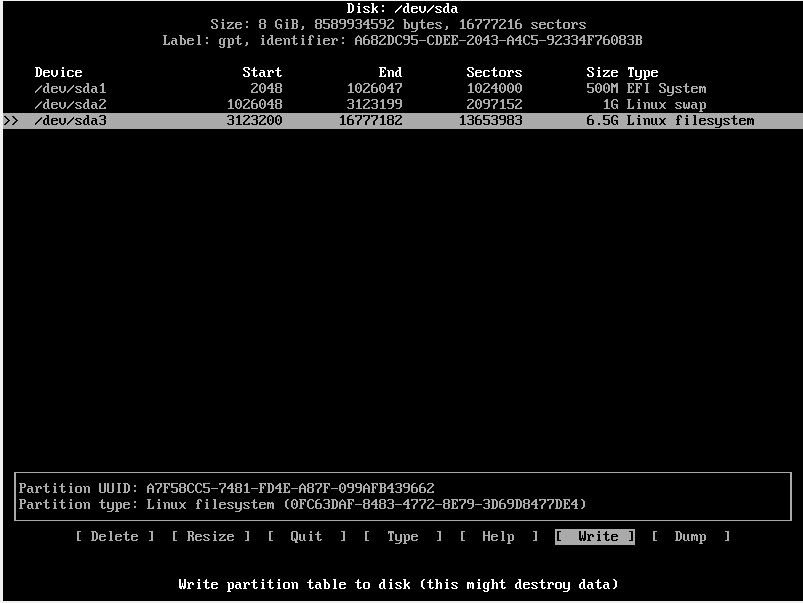 Disk: /dev/sda
Size: 8 GiB, 8589934592 bytes, 16777216 sectors
Label: gpt, identifier: A682DC95-CDEE-2043-A4C5-92334F76083B
Device Start End Sectors Size Type
/dev/sda1 2048 1026047 1024000 500M EFI System
/dev/sda2 1026048 3123199 2097152 1G Linux swap
>> /dev/sda3 3123200 16777182 13653983 6.5G Linux filesystem
Partition UUID: A7F58CC5-7481-FD4E-A87F-099AFB439662
Partition type: Linux filesystem (0FC63DAF-8483-4772-8E79-3D69D8477DE4)
[ Delete ] [ Resize ] [ Quit ] [ Type ] [ Help ] [ Write ] [ Dump ]
Write partition table to disk (this might destroy data)